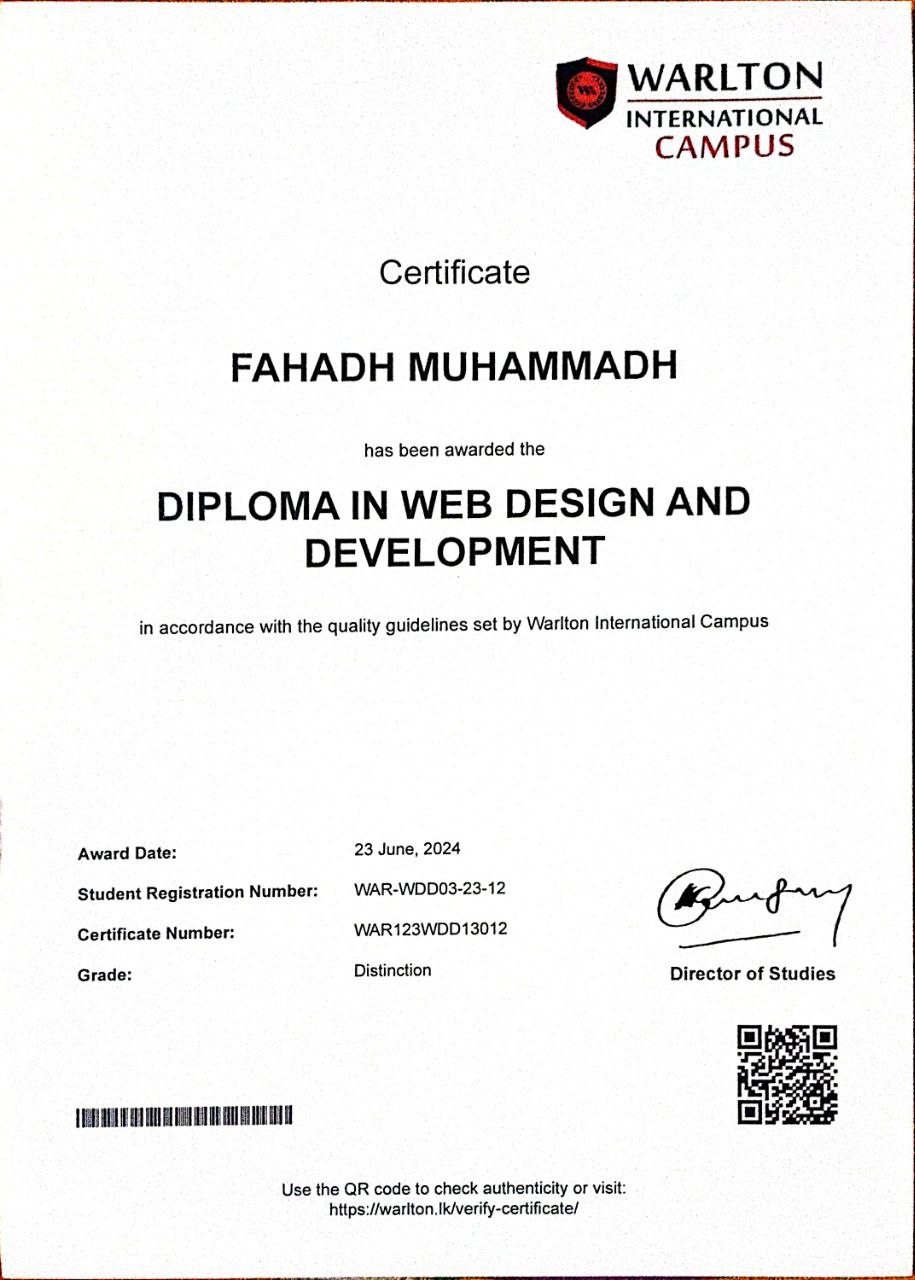 WARLTON
INTERNATIONAL
CAMPUS
Certificate
FAHADH MUHAMMADH
has been awarded the
DIPLOMA IN WEB DESIGN AND
DEVELOPMENT
in accordance with the quality guidelines set by Warlton International Campus
Award Date: 23 June, 2024
Student Registration Number: WAR-WDD03-23-12
Certificate Number: WAR123WDD13012
Grade: Distinction
Director of Studies
Use the QR code to check authenticity or visit:
https://warlton.lk/verify-certificate/